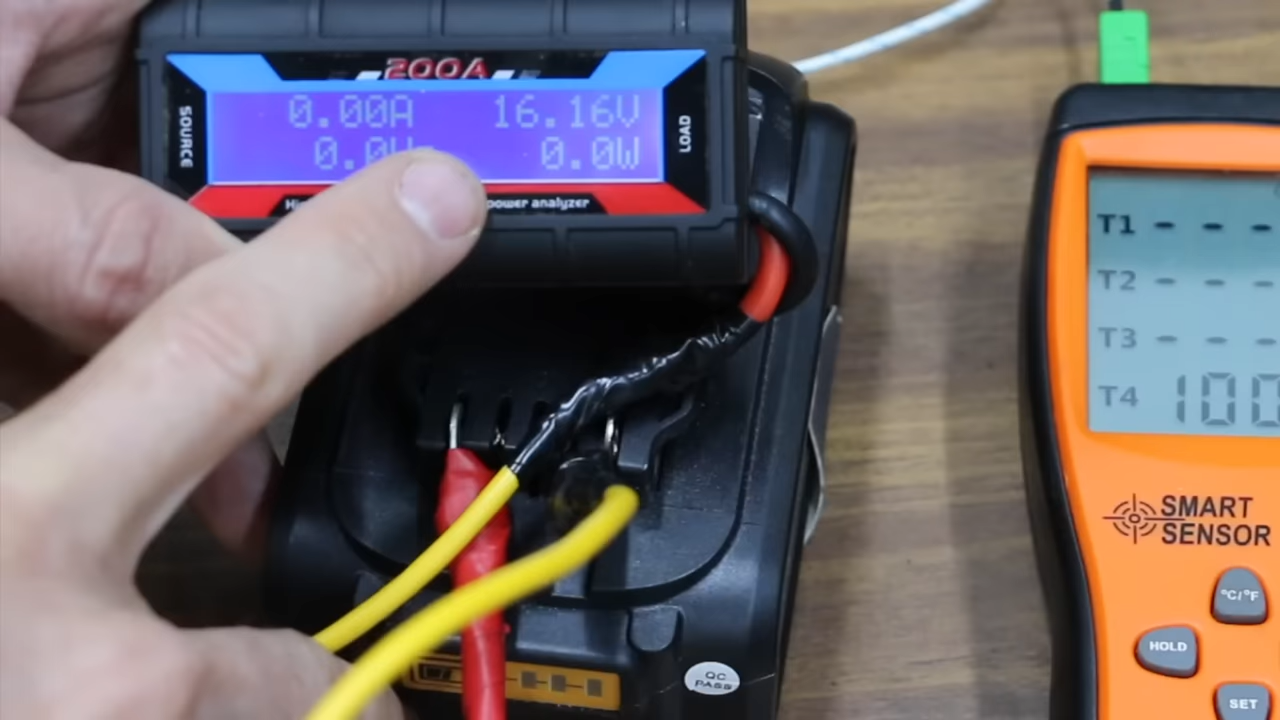 200A
SOURCE
0.00A 16.16V
0.0W
LOAD
power analyzer
T1 - - -
T2 - - -
T3 - - -
T4 100
SMART
SENSOR
°C/°F
HOLD
SET
QC
PASS